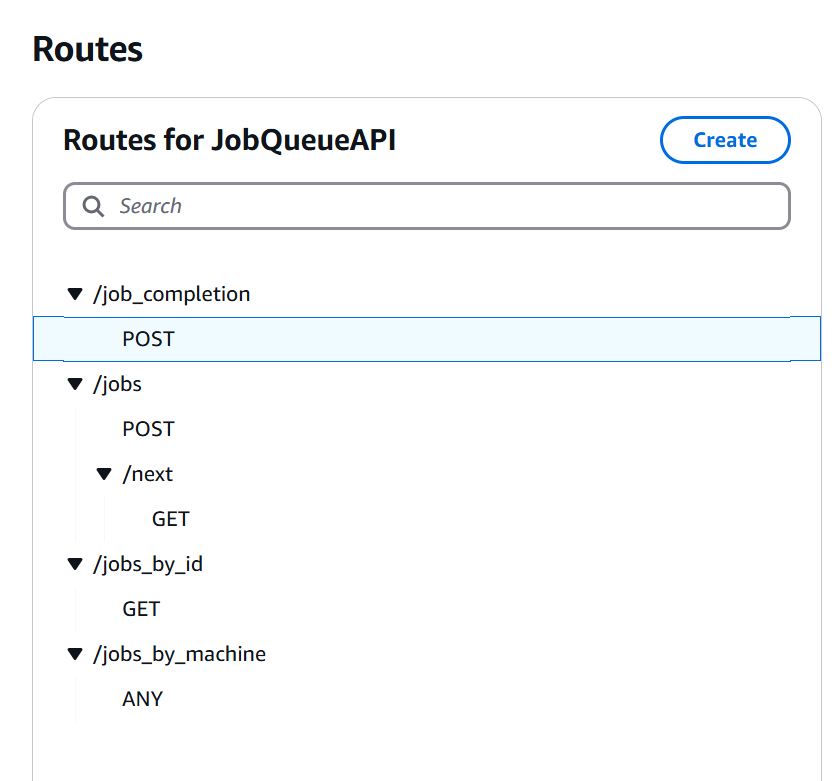 Routes
Routes for JobQueueAPI
Create
Search
/job_completion
POST
/jobs
POST
/next
GET
/jobs_by_id
GET
/jobs_by_machine
ANY